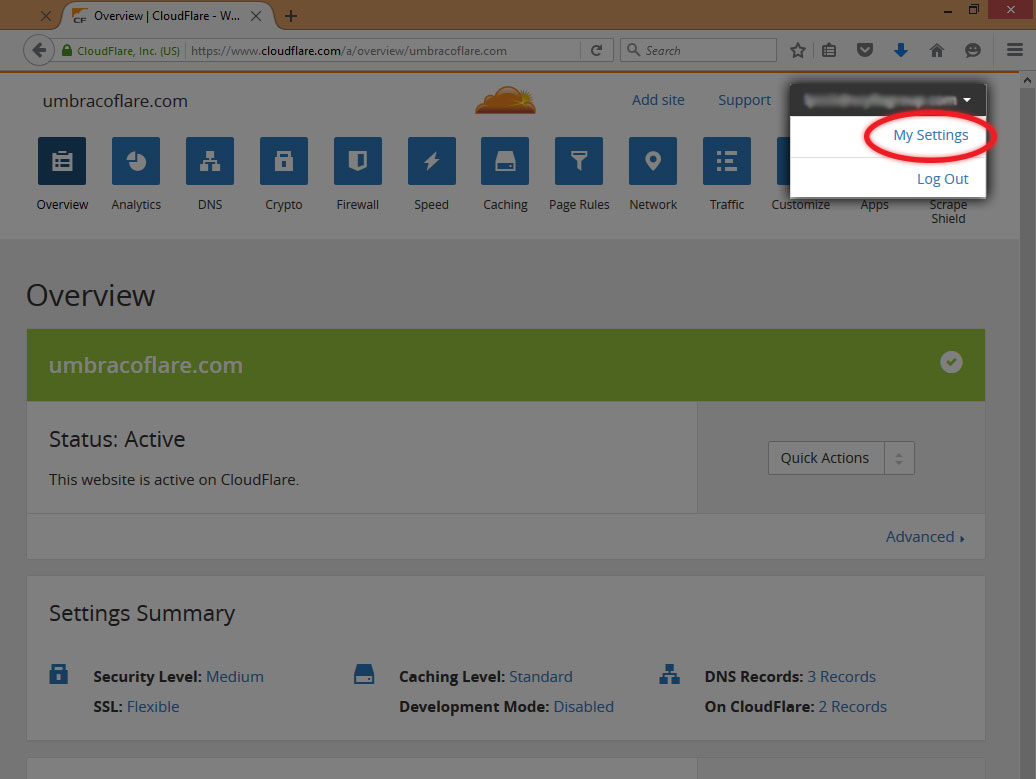 Overview | CloudFlare - W...
CloudFlare, Inc. (US)
https://www.cloudflare.com/a/overview/umbracoflare.com
Search
umbracoflare.com
Add site
Support
My Settings
Log Out
Overview
Analytics
DNS
Crypto
Firewall
Speed
Caching
Page Rules
Network
Traffic
Customize
Apps
Scrape
Shield
Overview
umbracoflare.com
Status: Active
Quick Actions
This website is active on CloudFlare.
Advanced
Settings Summary
Security Level: Medium
Caching Level: Standard
DNS Records: 3 Records
SSL: Flexible
Development Mode: Disabled
On CloudFlare: 2 Records